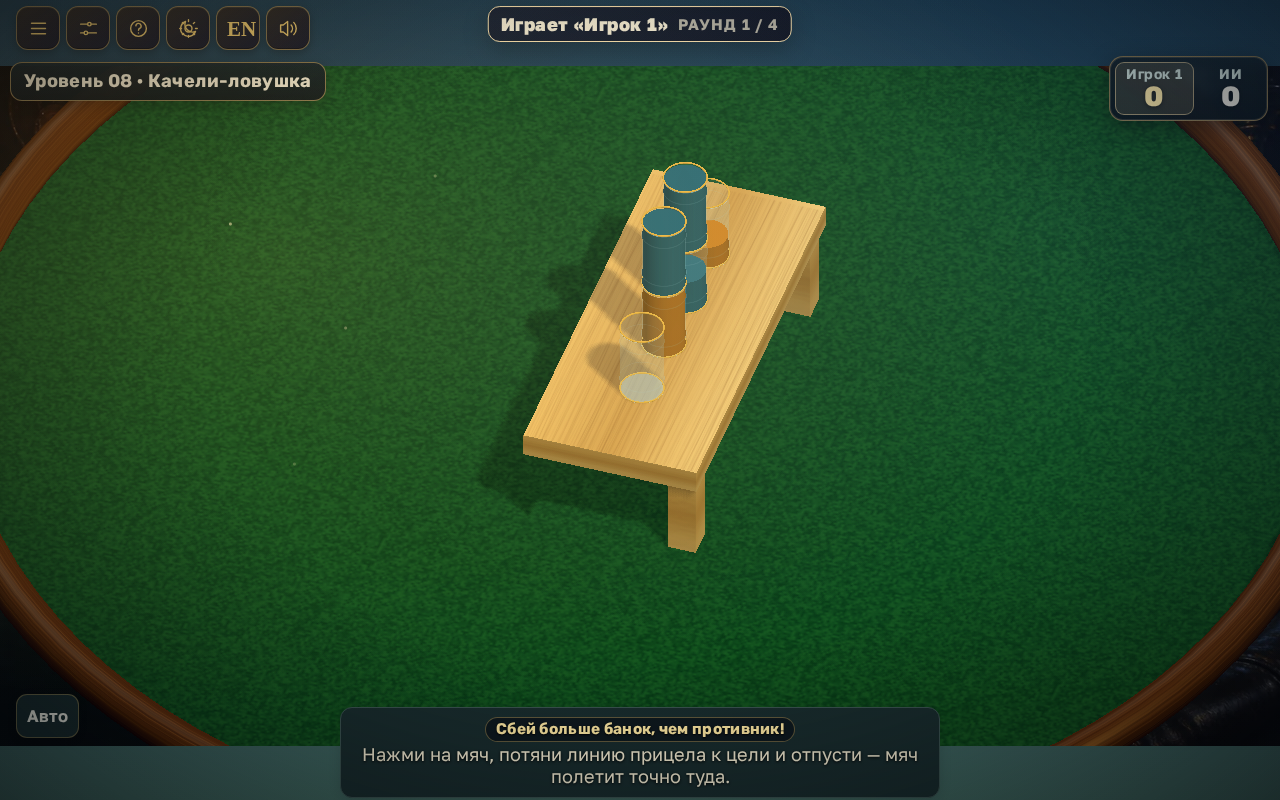 EN
Играет «Игрок 1» РАУНД 1 / 4
Уровень 08 • Качели-ловушка
Игрок 1
0
ИИ
0
Авто
Сбей больше банок, чем противник!
Нажми на мяч, потяни линию прицела к цели и отпусти — мяч
полетит точно туда.